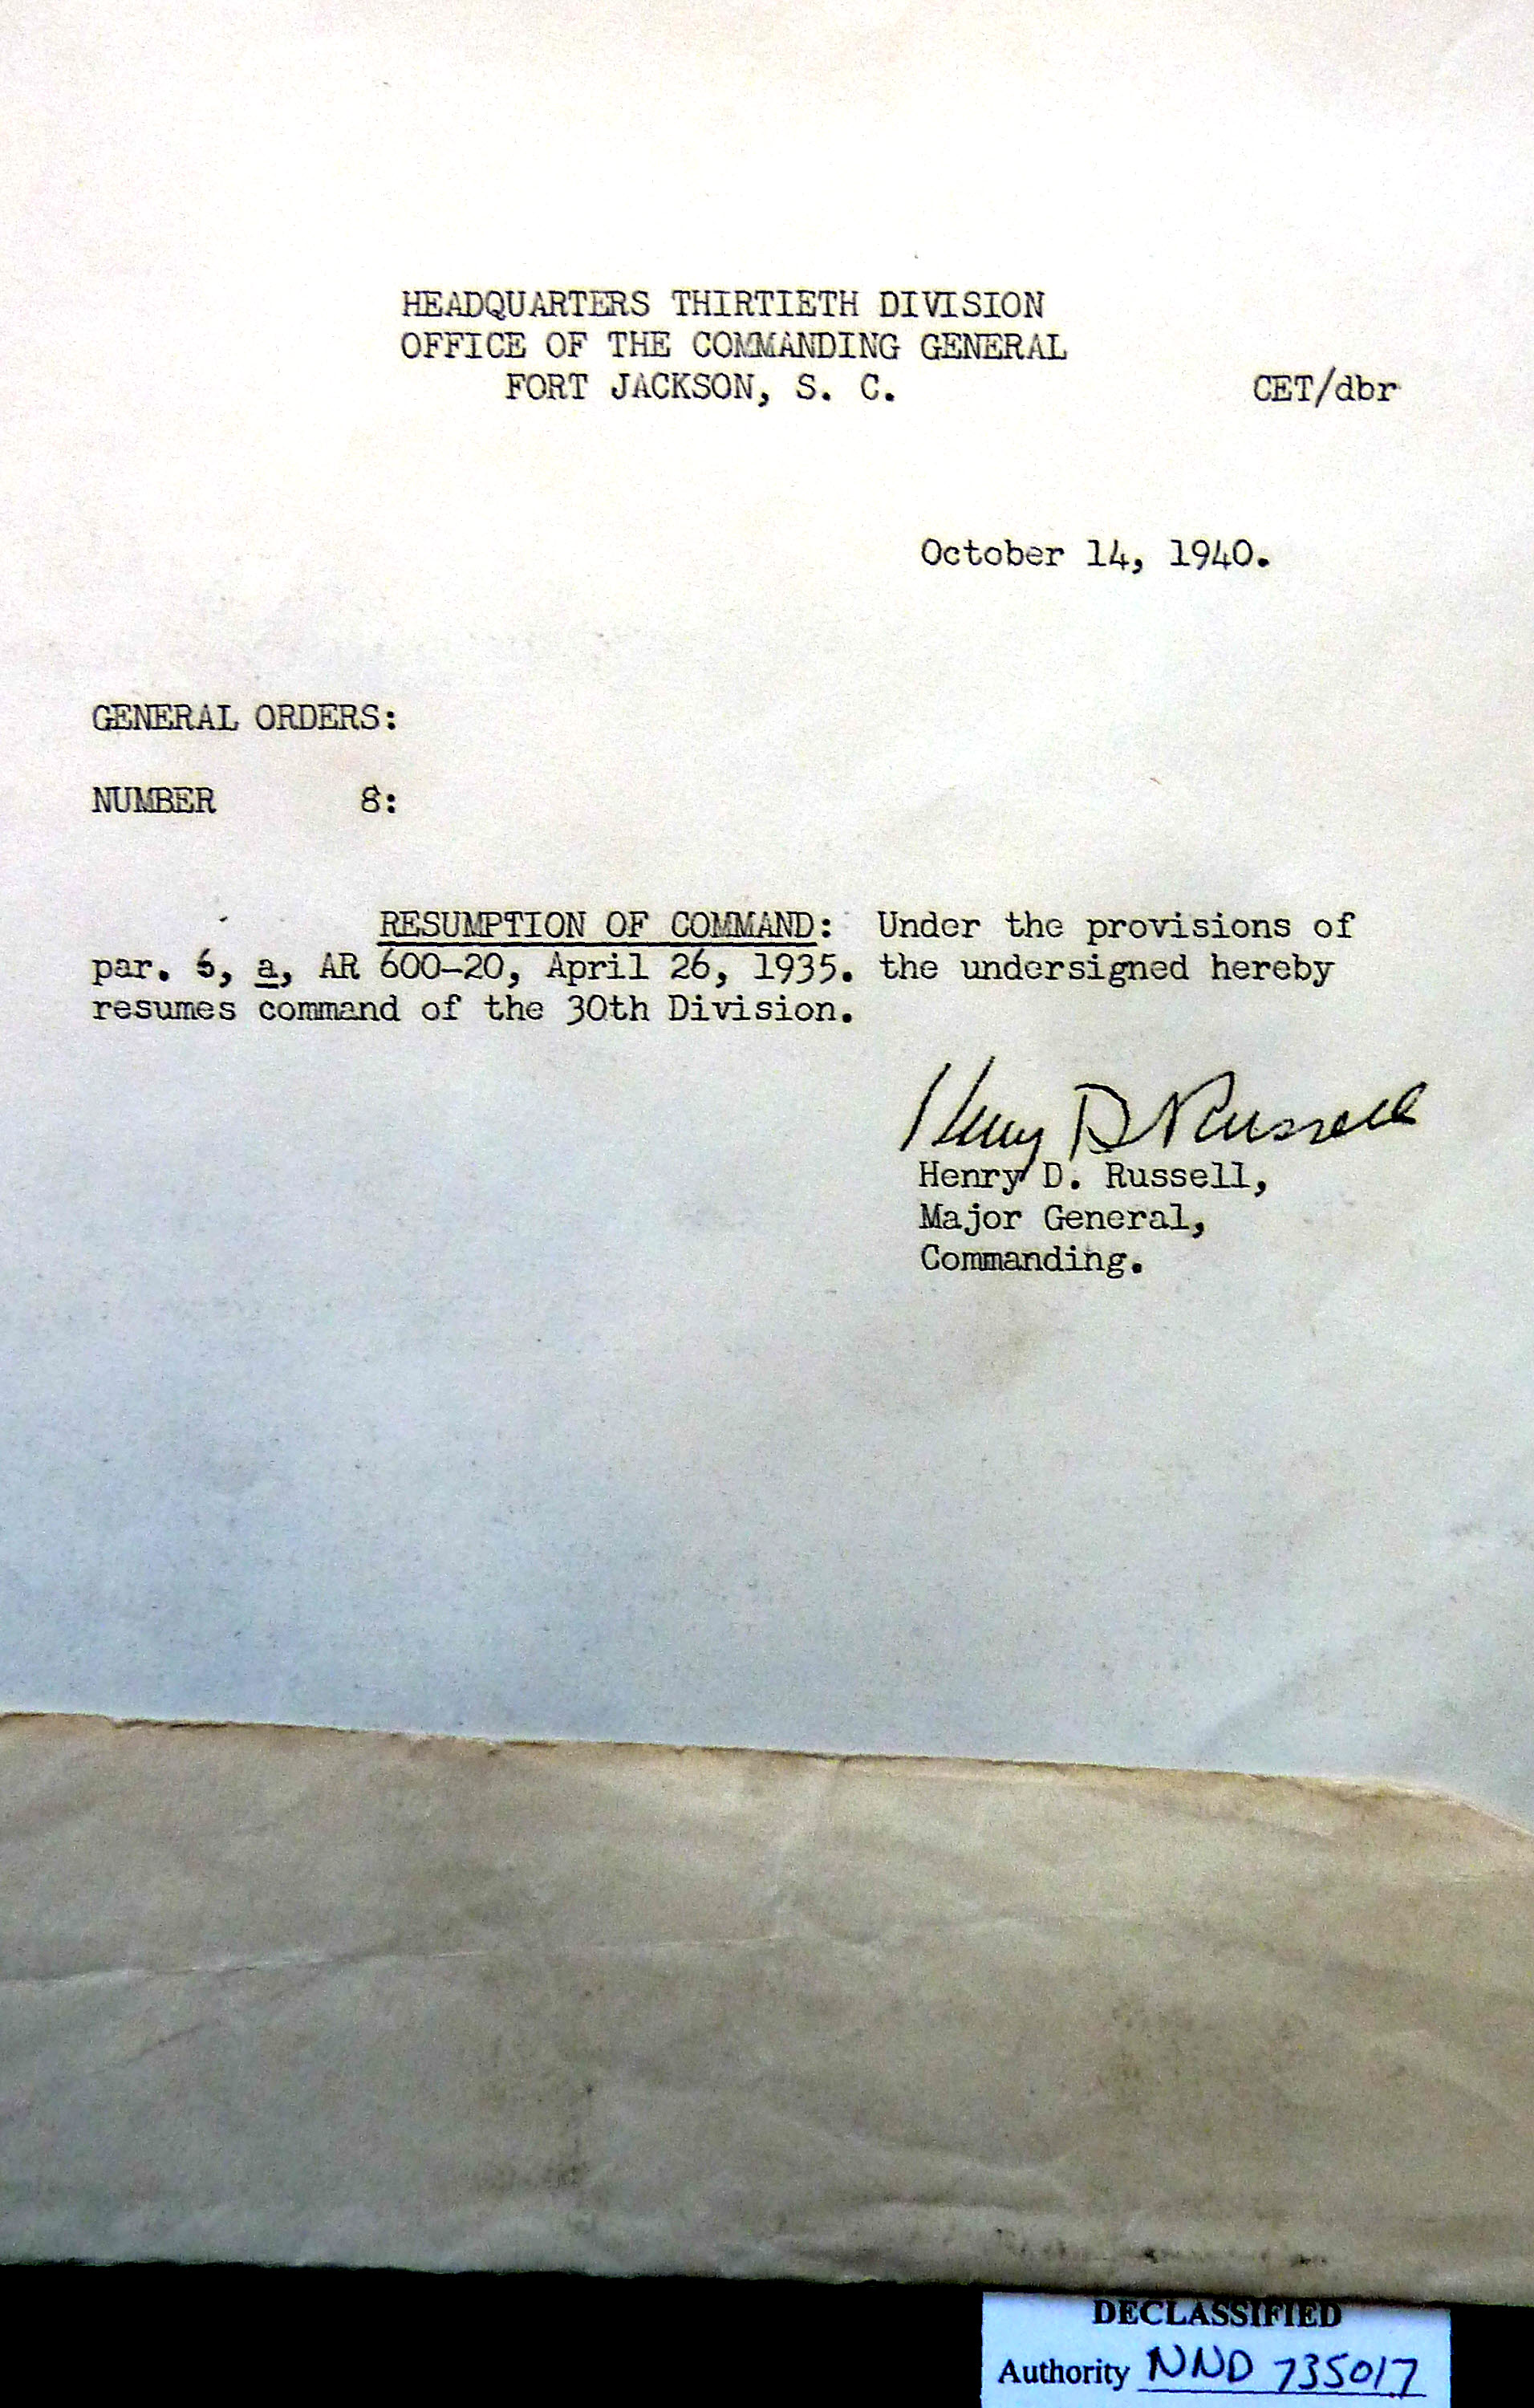 HEADQUARTERS THIRTIETH DIVISION
OFFICE OF THE COMMANDING GENERAL
FORT JACKSON, S. C. CET/dbr
October 14, 1940.
GENERAL ORDERS:
NUMBER 8:
RESUMPTION OF COMMAND: Under the provisions of
par. 6, a, AR 600-20, April 26, 1935. the undersigned hereby
resumes command of the 30th Division.
Henry D Russell
Henry D. Russell,
Major General,
Commanding.
DECLASSIFIED
Authority NND 735017